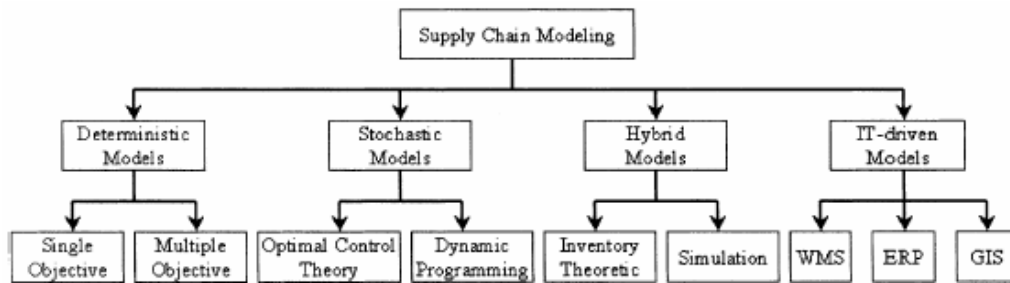 Supply Chain Modeling
Deterministic
Models
Stochastic
Models
Hybrid
Models
IT-driven
Models
Single
Objective
Multiple
Objective
Optimal Control
Theory
Dynamic
Programming
Inventory
Theoretic
Simulation
WMS
ERP
GIS